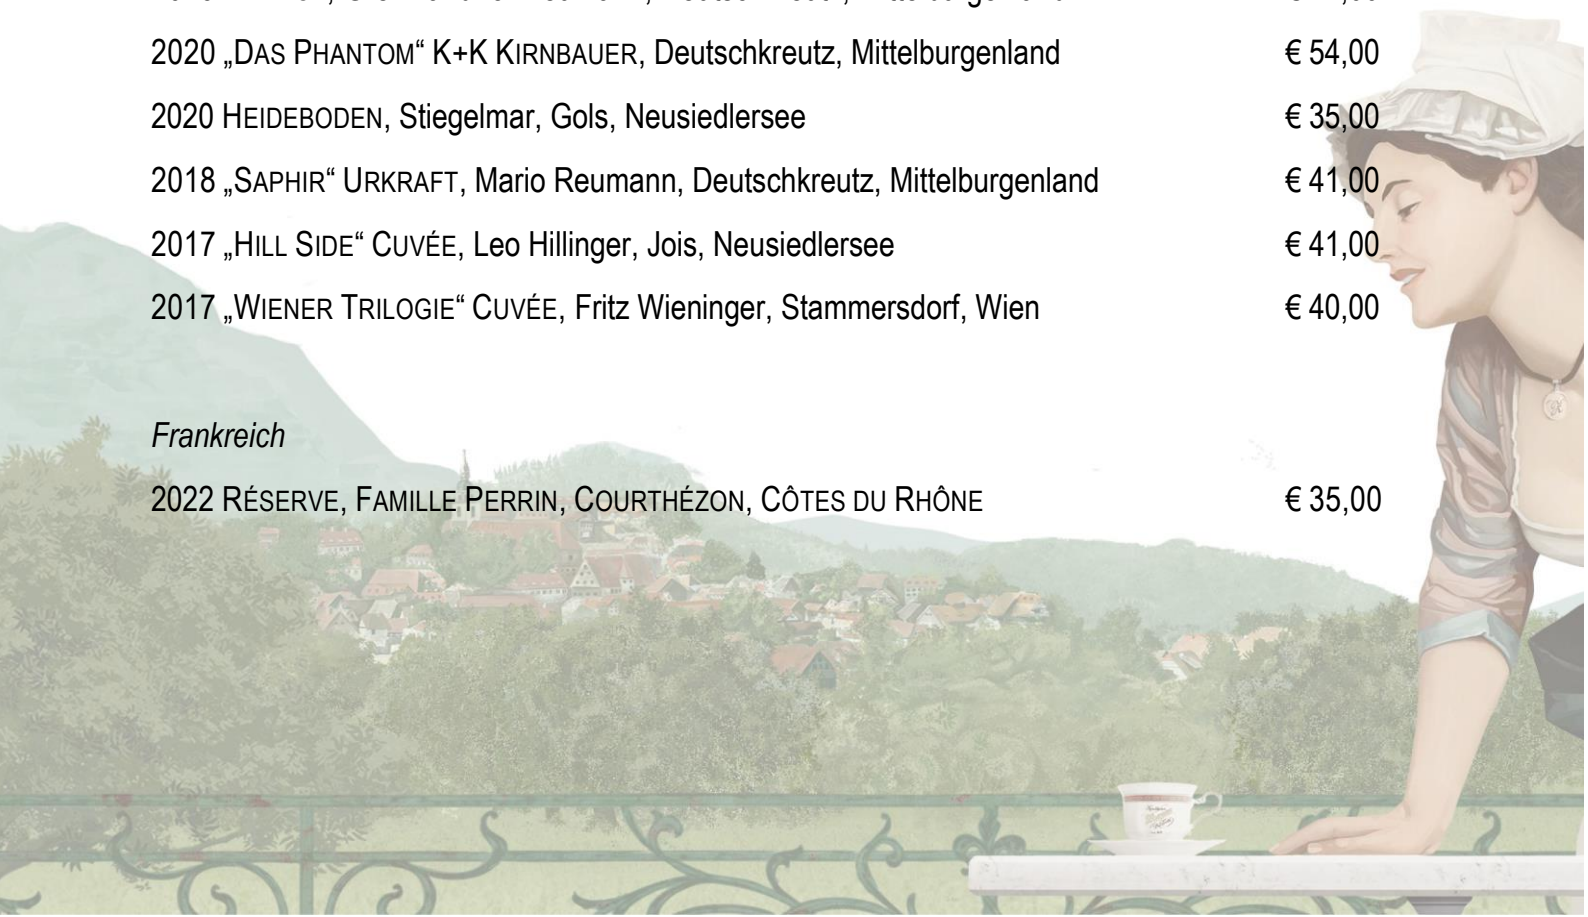 2020 „DAS PHANTOM“ K+K KIRNBAUER, Deutschkreutz, Mittelburgenland € 54,00
2020 HEIDEBODEN, Stiegelmar, Gols, Neusiedlersee € 35,00
2018 „SAPHIR“ URKRAFT, Mario Reumann, Deutschkreutz, Mittelburgenland € 41,00
2017 „HILL SIDE“ CUVÉE, Leo Hillinger, Jois, Neusiedlersee € 41,00
2017 „WIENER TRILOGIE“ CUVÉE, Fritz Wieninger, Stammersdorf, Wien € 40,00
Frankreich
2022 RÉSERVE, FAMILLE PERRIN, COURTHÉZON, CÔTES DU RHÔNE € 35,00